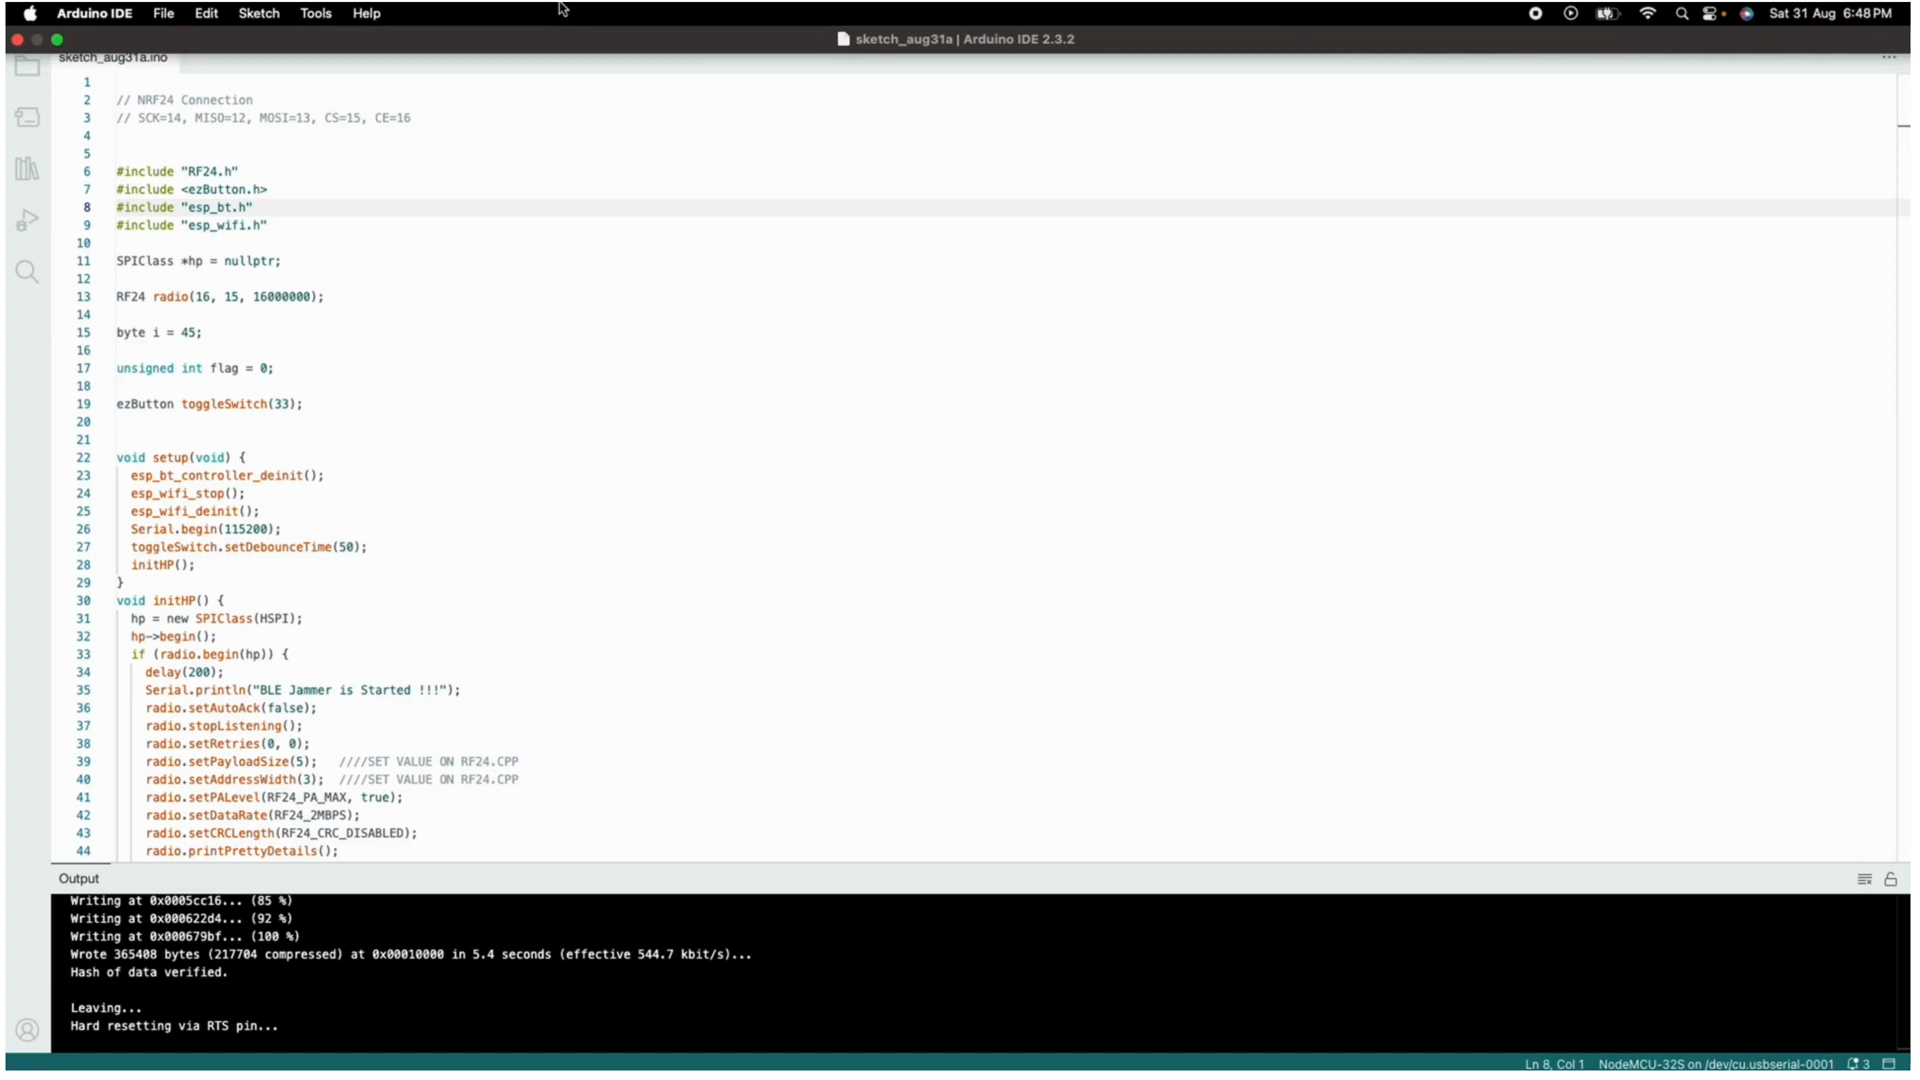 Arduino IDE File Edit Sketch Tools Help Sat 31 Aug 6:48 PM
sketch_aug31a | Arduino IDE 2.3.2
sketch_aug31a.ino
1
2 // NRF24 Connection
3 // SCK=14, MISO=12, MOSI=13, CS=15, CE=16
4
5
6 #include "RF24.h"
7 #include <ezButton.h>
8 #include "esp_bt.h"
9 #include "esp_wifi.h"
10
11 SPIClass *hp = nullptr;
12
13 RF24 radio(16, 15, 16000000);
14
15 byte i = 45;
16
17 unsigned int flag = 0;
18
19 ezButton toggleSwitch(33);
20
21
22 void setup(void) {
23 esp_bt_controller_deinit();
24 esp_wifi_stop();
25 esp_wifi_deinit();
26 Serial.begin(115200);
27 toggleSwitch.setDebounceTime(50);
28 initHP();
29 }
30 void initHP() {
31 hp = new SPIClass(HSPI);
32 hp->begin();
33 if (radio.begin(hp)) {
34 delay(200);
35 Serial.println("BLE Jammer is Started !!!");
36 radio.setAutoAck(false);
37 radio.stopListening();
38 radio.setRetries(0, 0);
39 radio.setPayloadSize(5); ////SET VALUE ON RF24.CPP
40 radio.setAddressWidth(3); ////SET VALUE ON RF24.CPP
41 radio.setPALevel(RF24_PA_MAX, true);
42 radio.setDataRate(RF24_2MBPS);
43 radio.setCRCLength(RF24_CRC_DISABLED);
44 radio.printPrettyDetails();
Output
Writing at 0x0005cc16... (85 %)
Writing at 0x000622d4... (92 %)
Writing at 0x000679bf... (100 %)
Wrote 365408 bytes (217704 compressed) at 0x00010000 in 5.4 seconds (effective 544.7 kbit/s)...
Hash of data verified.
Leaving...
Hard resetting via RTS pin...
Ln 8, Col 1 NodeMCU-32S on /dev/cu.usbserial-0001 3